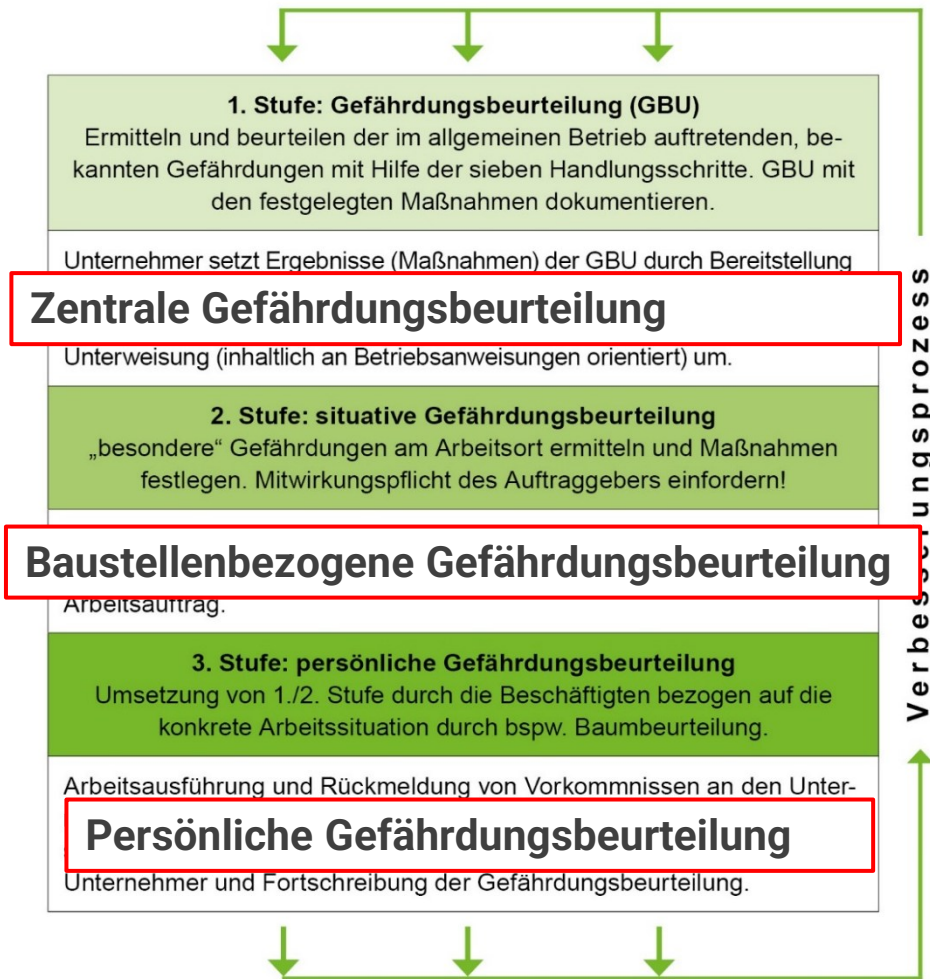 1. Stufe: Gefährdungsbeurteilung (GBU)
Ermitteln und beurteilen der im allgemeinen Betrieb auftretenden, be-
kannten Gefährdungen mit Hilfe der sieben Handlungsschritte. GBU mit
den festgelegten Maßnahmen dokumentieren.
Unternehmer setzt Ergebnisse (Maßnahmen) der GBU durch Bereitstellung
Zentrale Gefährdungsbeurteilung
Unterweisung (inhaltlich an Betriebsanweisungen orientiert) um.
2. Stufe: situative Gefährdungsbeurteilung
„besondere“ Gefährdungen am Arbeitsort ermitteln und Maßnahmen
festlegen. Mitwirkungspflicht des Auftraggebers einfordern!
Baustellenbezogene Gefährdungsbeurteilung
Arbeitsauftrag.
3. Stufe: persönliche Gefährdungsbeurteilung
Umsetzung von 1./2. Stufe durch die Beschäftigten bezogen auf die
konkrete Arbeitssituation durch bspw. Baumbeurteilung.
Arbeitsausführung und Rückmeldung von Vorkommnissen an den Unter-
Persönliche Gefährdungsbeurteilung
Unternehmer und Fortschreibung der Gefährdungsbeurteilung.
Verbesserungsprozess